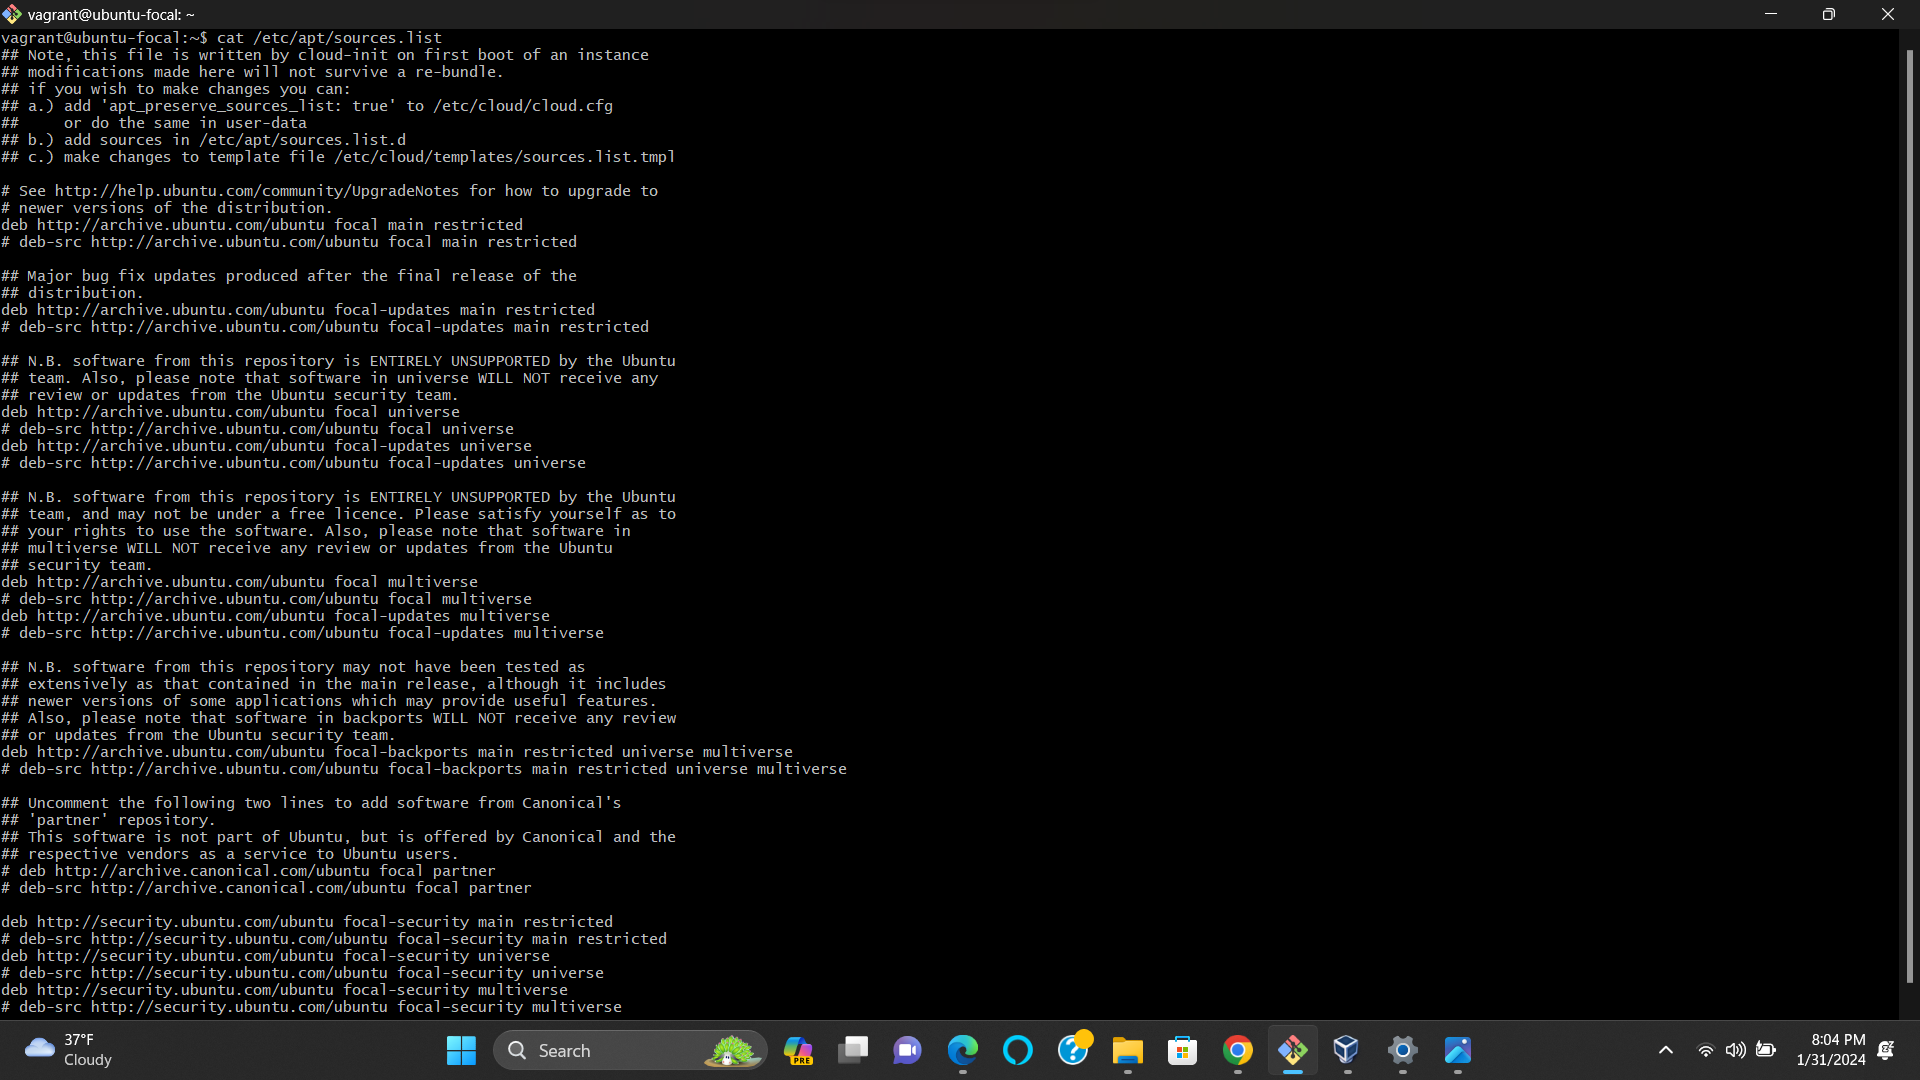 vagrant@ubuntu-focal: ~
vagrant@ubuntu-focal:~$ cat /etc/apt/sources.list
## Note, this file is written by cloud-init on first boot of an instance
## modifications made here will not survive a re-bundle.
## if you wish to make changes you can:
## a.) add 'apt_preserve_sources_list: true' to /etc/cloud/cloud.cfg
##     or do the same in user-data
## b.) add sources in /etc/apt/sources.list.d
## c.) make changes to template file /etc/cloud/templates/sources.list.tmpl

# See http://help.ubuntu.com/community/UpgradeNotes for how to upgrade to
# newer versions of the distribution.
deb http://archive.ubuntu.com/ubuntu focal main restricted
# deb-src http://archive.ubuntu.com/ubuntu focal main restricted

## Major bug fix updates produced after the final release of the
## distribution.
deb http://archive.ubuntu.com/ubuntu focal-updates main restricted
# deb-src http://archive.ubuntu.com/ubuntu focal-updates main restricted

## N.B. software from this repository is ENTIRELY UNSUPPORTED by the Ubuntu
## team. Also, please note that software in universe WILL NOT receive any
## review or updates from the Ubuntu security team.
deb http://archive.ubuntu.com/ubuntu focal universe
# deb-src http://archive.ubuntu.com/ubuntu focal universe
deb http://archive.ubuntu.com/ubuntu focal-updates universe
# deb-src http://archive.ubuntu.com/ubuntu focal-updates universe

## N.B. software from this repository is ENTIRELY UNSUPPORTED by the Ubuntu
## team, and may not be under a free licence. Please satisfy yourself as to
## your rights to use the software. Also, please note that software in
## multiverse WILL NOT receive any review or updates from the Ubuntu
## security team.
deb http://archive.ubuntu.com/ubuntu focal multiverse
# deb-src http://archive.ubuntu.com/ubuntu focal multiverse
deb http://archive.ubuntu.com/ubuntu focal-updates multiverse
# deb-src http://archive.ubuntu.com/ubuntu focal-updates multiverse

## N.B. software from this repository may not have been tested as
## extensively as that contained in the main release, although it includes
## newer versions of some applications which may provide useful features.
## Also, please note that software in backports WILL NOT receive any review
## or updates from the Ubuntu security team.
deb http://archive.ubuntu.com/ubuntu focal-backports main restricted universe multiverse
# deb-src http://archive.ubuntu.com/ubuntu focal-backports main restricted universe multiverse

## Uncomment the following two lines to add software from Canonical's
## 'partner' repository.
## This software is not part of Ubuntu, but is offered by Canonical and the
## respective vendors as a service to Ubuntu users.
# deb http://archive.canonical.com/ubuntu focal partner
# deb-src http://archive.canonical.com/ubuntu focal partner

deb http://security.ubuntu.com/ubuntu focal-security main restricted
# deb-src http://security.ubuntu.com/ubuntu focal-security main restricted
deb http://security.ubuntu.com/ubuntu focal-security universe
# deb-src http://security.ubuntu.com/ubuntu focal-security universe
deb http://security.ubuntu.com/ubuntu focal-security multiverse
# deb-src http://security.ubuntu.com/ubuntu focal-security multiverse
37°F
Cloudy
Search
PRE
8:04 PM
1/31/2024